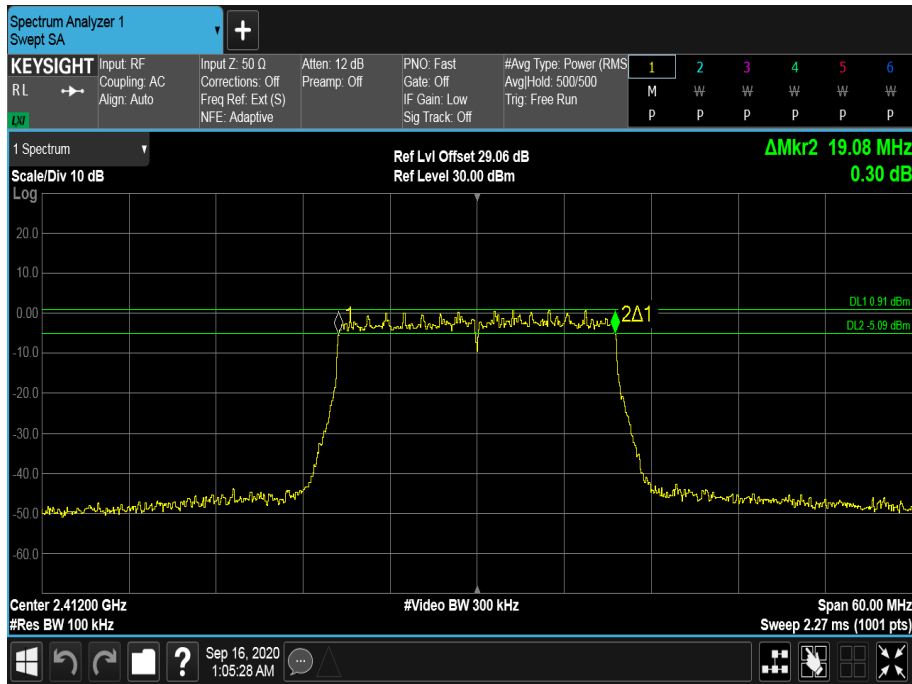 Spectrum Analyzer 1
Swept SA
KEYSIGHT
RL
LXI
Input: RF
Coupling: AC
Align: Auto
Input Z: 50 Ω
Corrections: Off
Freq Ref: Ext (S)
NFE: Adaptive
Atten: 12 dB
Preamp: Off
PNO: Fast
Gate: Off
IF Gain: Low
Sig Track: Off
#Avg Type: Power (RMS
Avg|Hold: 500/500
Trig: Free Run
1 2 3 4 5 6
M W W W W W
P P P P P P
1 Spectrum
Scale/Div 10 dB
Log
Ref Lvl Offset 29.06 dB
Ref Level 30.00 dBm
ΔMkr2 19.08 MHz
0.30 dB
20.0
10.0
0.00
-10.0
-20.0
-30.0
-40.0
-50.0
-60.0
1
2Δ1
DL1 0.91 dBm
DL2 -5.09 dBm
Center 2.41200 GHz
#Res BW 100 kHz
#Video BW 300 kHz
Span 60.00 MHz
Sweep 2.27 ms (1001 pts)
?
Sep 16, 2020
1:05:28 AM